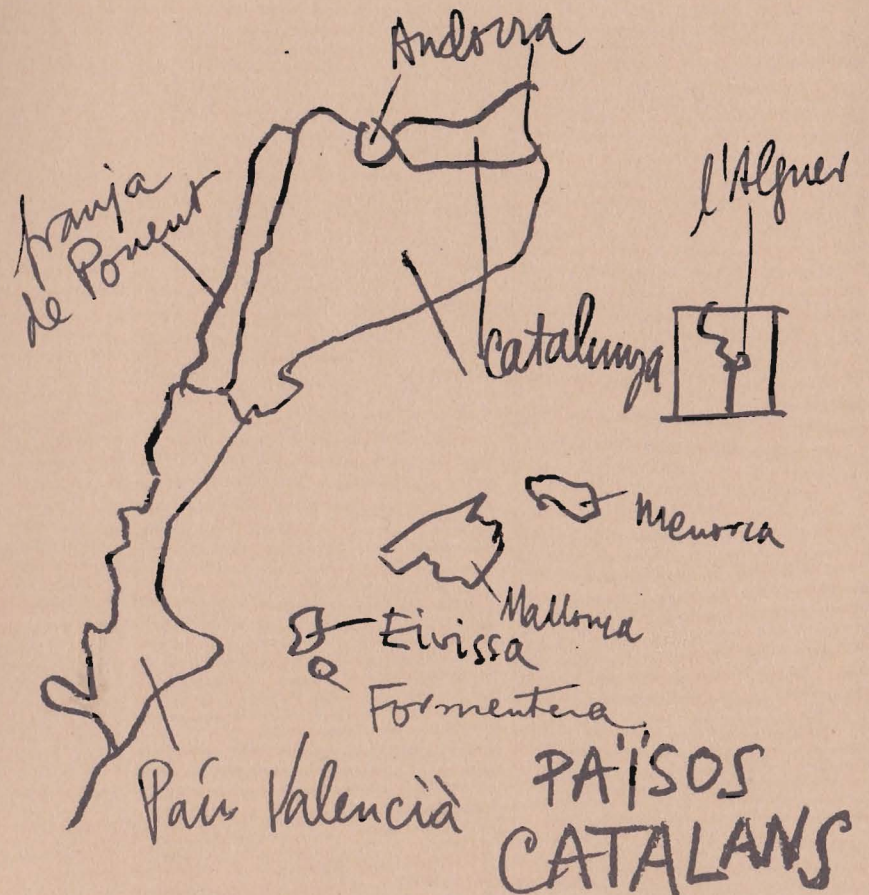 Andorra
l'Alguer
franja
de Ponent
Catalunya
Menorca
Mallorca
Eivissa
Formentera
País Valencià
PAÏSOS
CATALANS